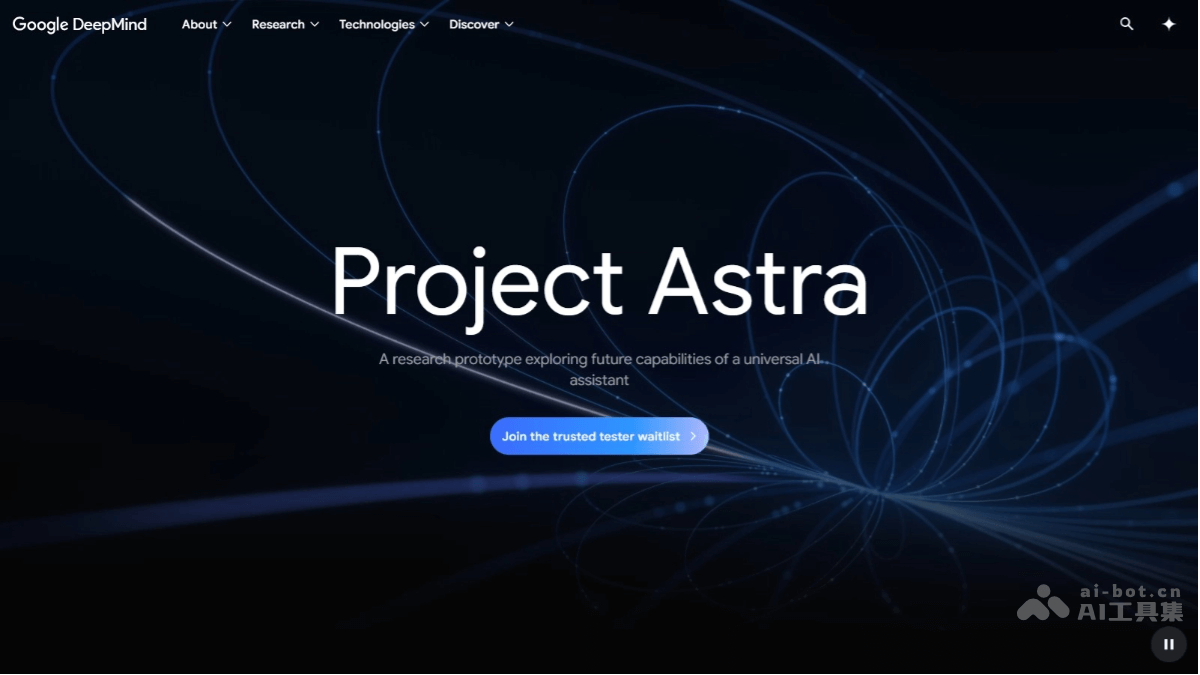 Google DeepMind About Research Technologies Discover
Project Astra
A research prototype exploring future capabilities of a universal AI
assistant
Join the trusted tester waitlist
ai-bot.cn
AI工具集